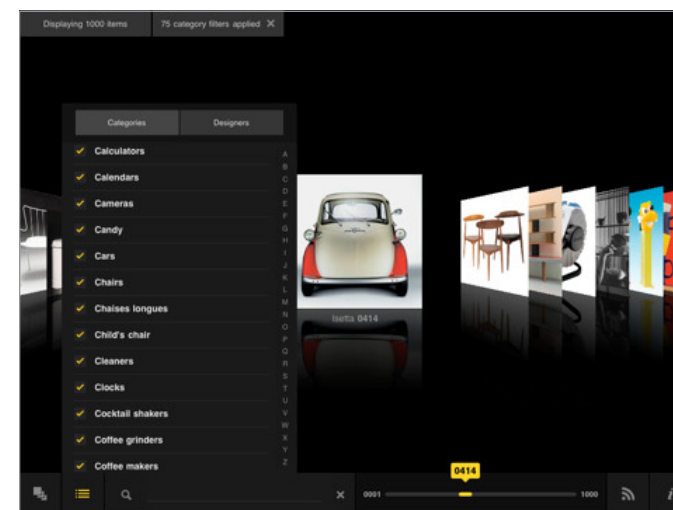 Displaying 1000 items
75 category filters applied ✕
Categories
Designers
Calculators
Calendars
Cameras
Candy
Cars
Chairs
Chaises longues
Child's chair
Cleaners
Clocks
Cocktail shakers
Coffee grinders
Coffee makers
A
B
C
D
E
F
G
H
I
J
K
L
M
N
O
P
Q
R
S
T
U
V
W
X
Y
Z
Isetta 0414
0414
0001
1000
i